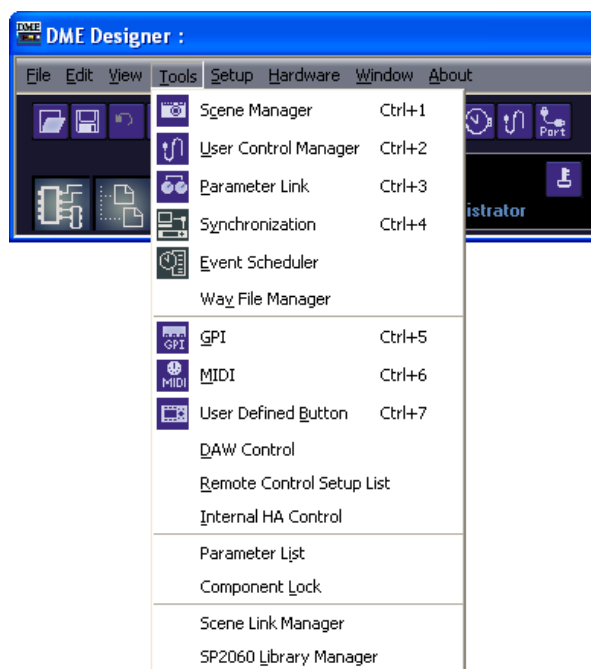 DME Designer :
File Edit View Tools Setup Hardware Window About
Scene Manager Ctrl+1
User Control Manager Ctrl+2
Port
Parameter Link Ctrl+3
Synchronization Ctrl+4
istrator
Event Scheduler
Wav File Manager
GPI GPI Ctrl+5
MIDI MIDI Ctrl+6
User Defined Button Ctrl+7
DAW Control
Remote Control Setup List
Internal HA Control
Parameter List
Component Lock
Scene Link Manager
SP2060 Library Manager